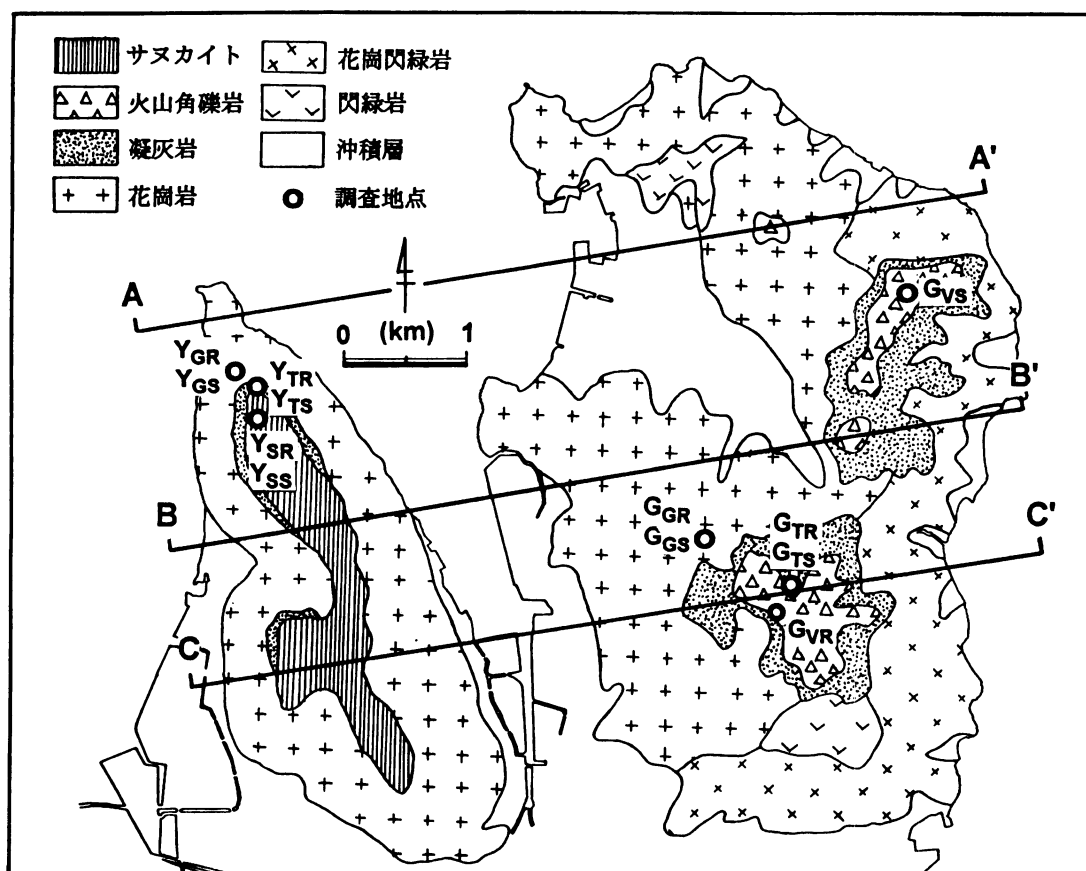 サヌカイト
花崗閃緑岩
火山角礫岩
閃緑岩
凝灰岩
沖積層
花崗岩
調査地点
A
A'
(km)
0 1
YGR
YGS
YTR
YTS
YSR
YSS
GVS
B
B'
GGR
GGS
GTR
GTS
GVR
C
C'